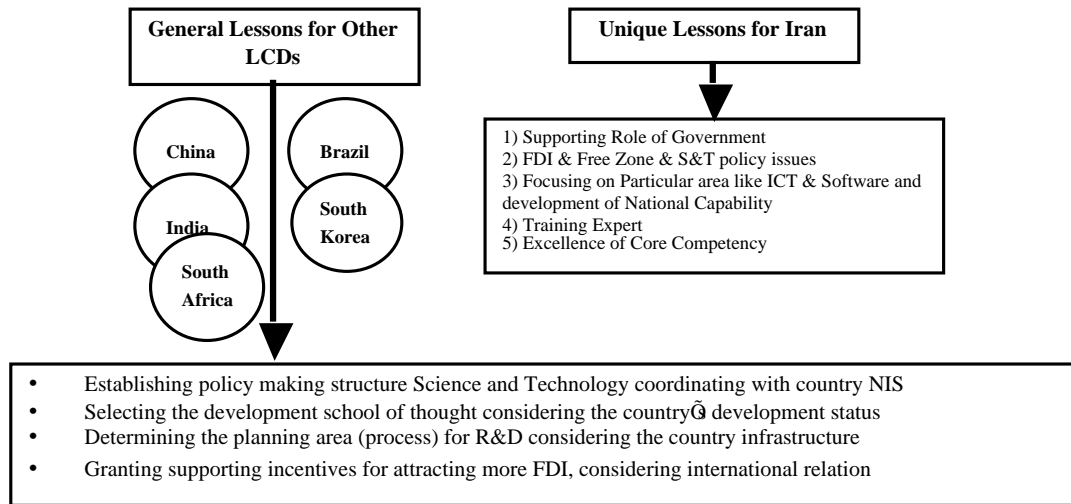 General Lessons for Other
LCDs
Unique Lessons for Iran
China
Brazil
India
South
Korea
South
Africa
1) Supporting Role of Government
2) FDI & Free Zone & S&T policy issues
3) Focusing on Particular area like ICT & Software and
development of National Capability
4) Training Expert
5) Excellence of Core Competency
• Establishing policy making structure Science and Technology coordinating with country NIS
• Selecting the development school of thought considering the development status
• Determining the planning area (process) for R&D considering the country infrastructure
• Granting supporting incentives for attracting more FDI, considering international relation